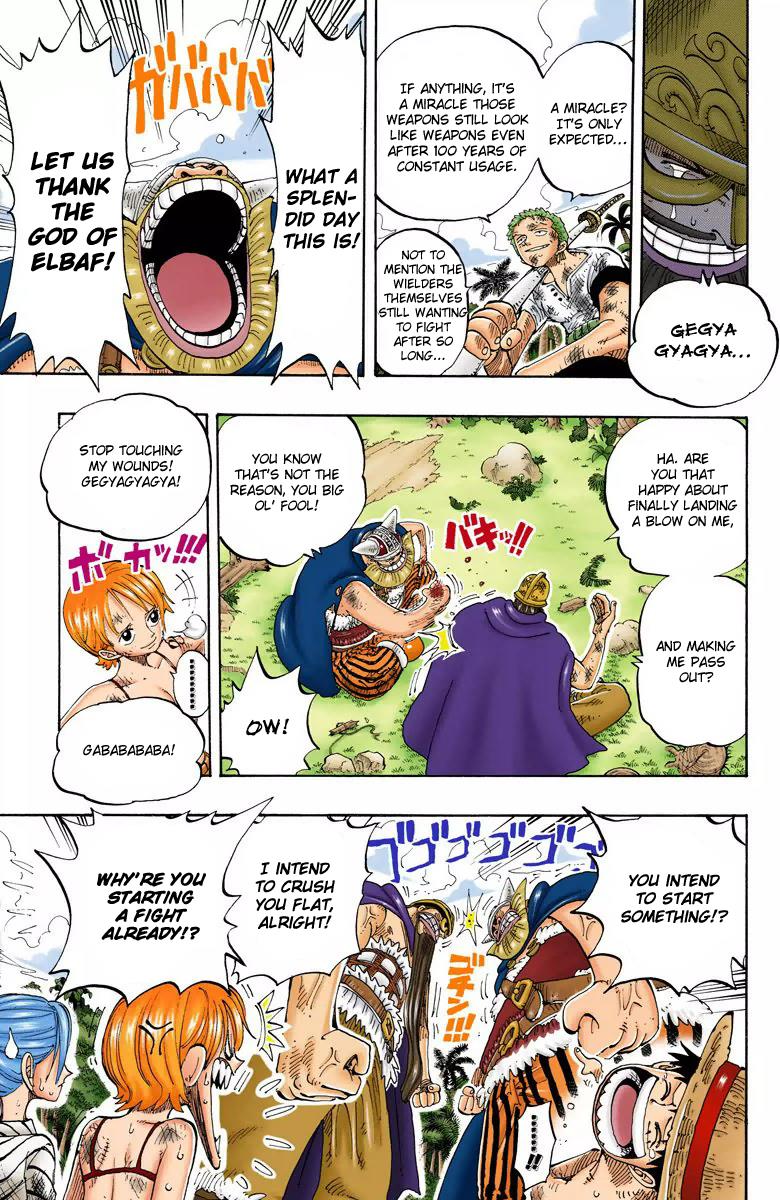 GEGYA
GYAGYA...
A MIRACLE?
IT'S ONLY
EXPECTED...
IF ANYTHING, IT'S
A MIRACLE THOSE
WEAPONS STILL LOOK
LIKE WEAPONS EVEN
AFTER 100 YEARS OF
CONSTANT USAGE.
NOT TO
MENTION THE
WIELDERS
THEMSELVES
STILL WANTING
TO FIGHT
AFTER SO
LONG...
WHAT A
SPLEN-
DID DAY
THIS IS!
ガバババ
LET US
THANK
THE
GOD OF
ELBAF!
HA. ARE
YOU THAT
HAPPY ABOUT
FINALLY LANDING
A BLOW ON ME,
AND MAKING
ME PASS
OUT?
バキッ!!
YOU KNOW
THAT'S NOT THE
REASON, YOU BIG
OL' FOOL!
OW!
STOP TOUCHING
MY WOUNDS!
GEGYAGYAGYA!
ボカッ!!!
.........
GABABABABA!
YOU INTEND
TO START
SOMETHING!?
ゴゴゴゴゴゴ
ゴチン!!!
I INTEND
TO CRUSH
YOU FLAT,
ALRIGHT!
WHY'RE YOU
STARTING
A FIGHT
ALREADY!?